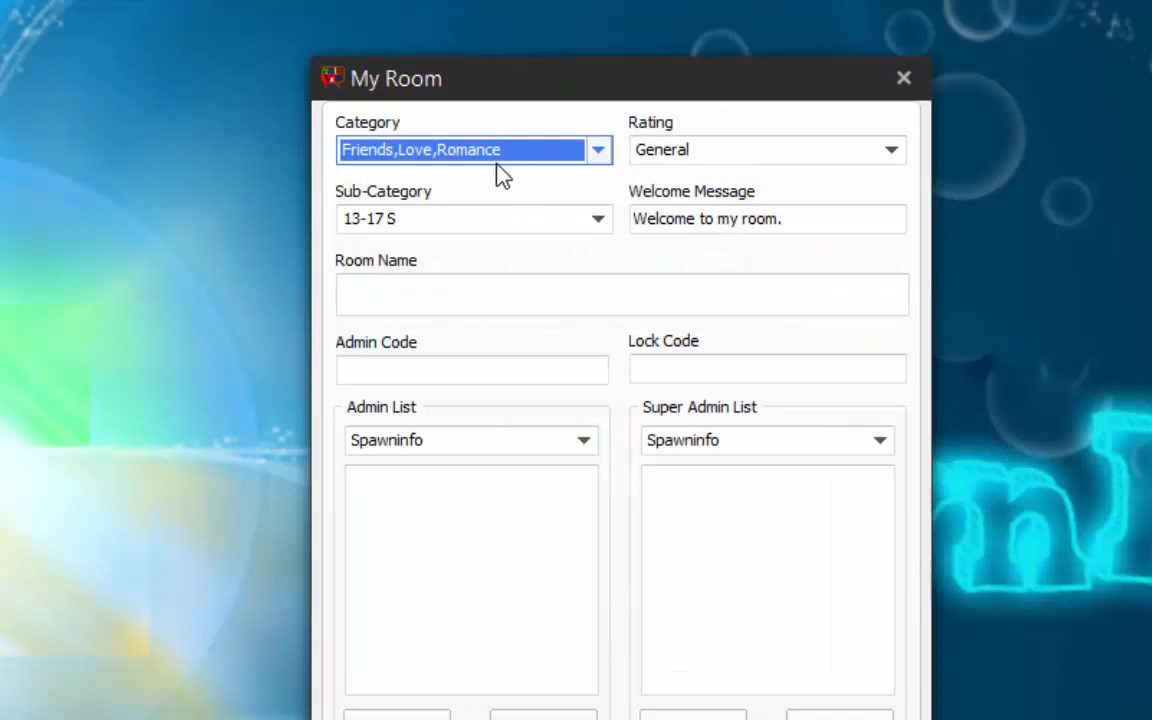 My Room
Category
Rating
Friends,Love,Romance
General
Sub-Category
Welcome Message
13-17 S
Welcome to my room.
Room Name
Admin Code
Lock Code
Admin List
Super Admin List
Spawninfo
Spawninfo